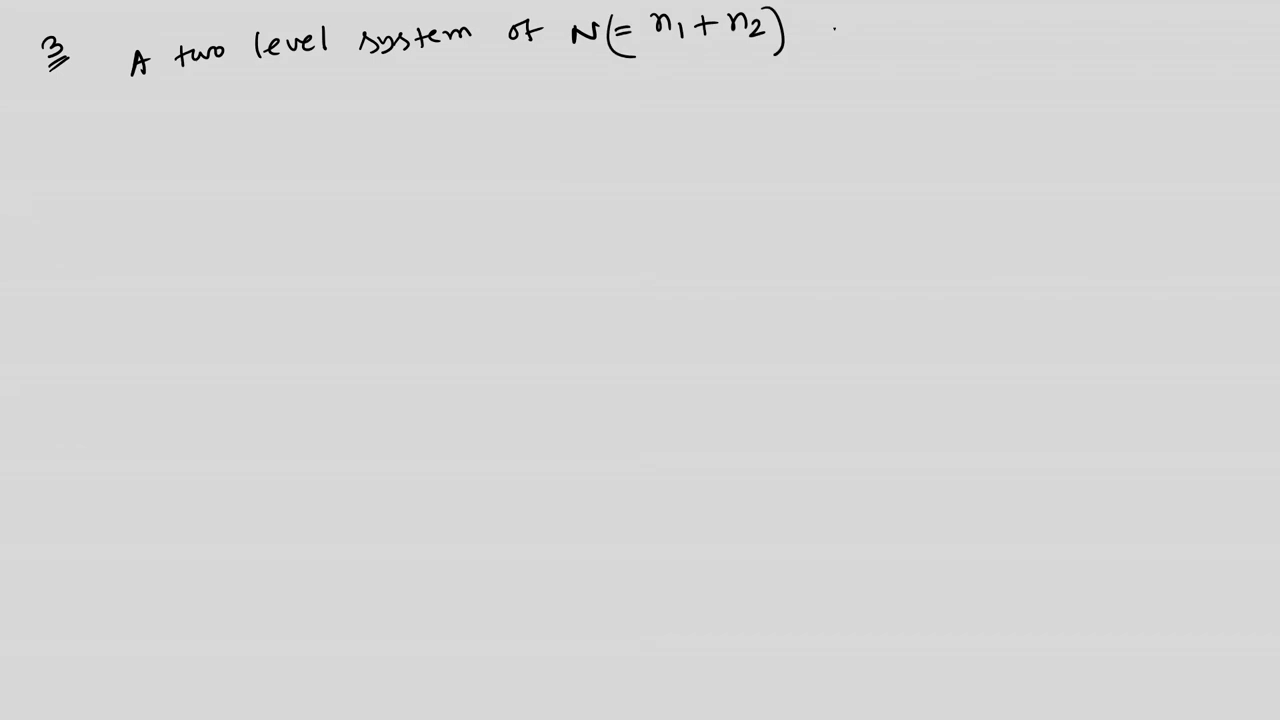 3 A two level system of N(= n₁ + n₂)